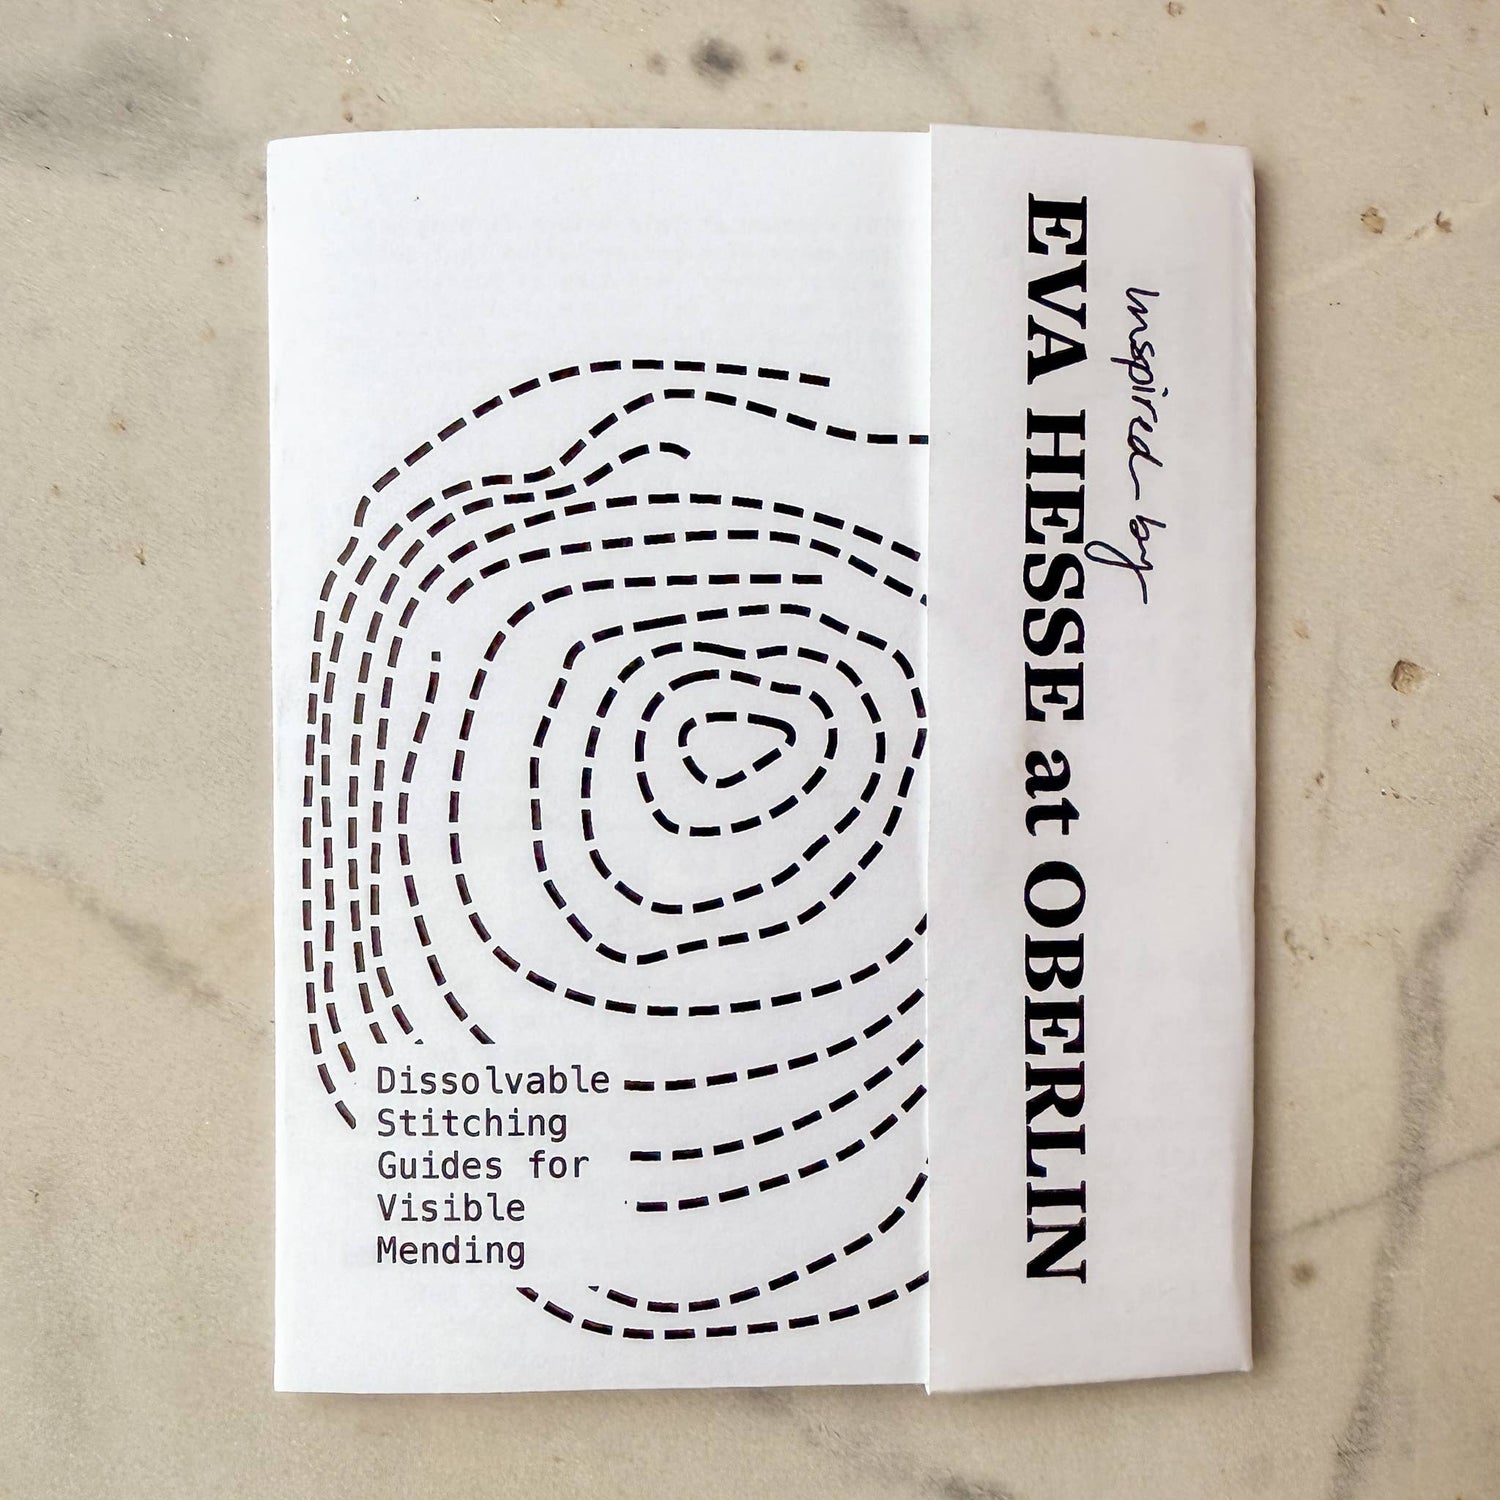 Inspired by
EVA HESSE at OBERLIN
Dissolvable
Stitching
Guides for
Visible
Mending